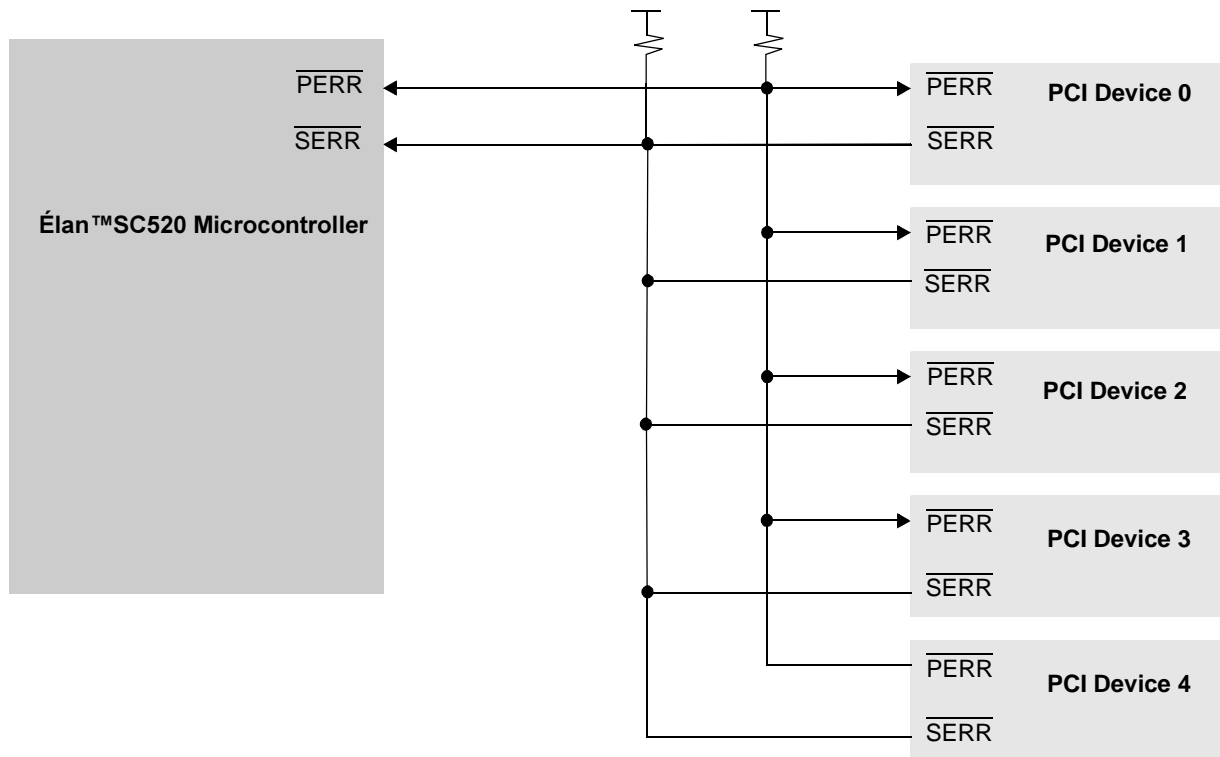 PERR
SERR
Élan™SC520 Microcontroller
PERR
PCI Device 0
SERR
PERR
PCI Device 1
SERR
PERR
PCI Device 2
SERR
PERR
PCI Device 3
SERR
PERR
PCI Device 4
SERR